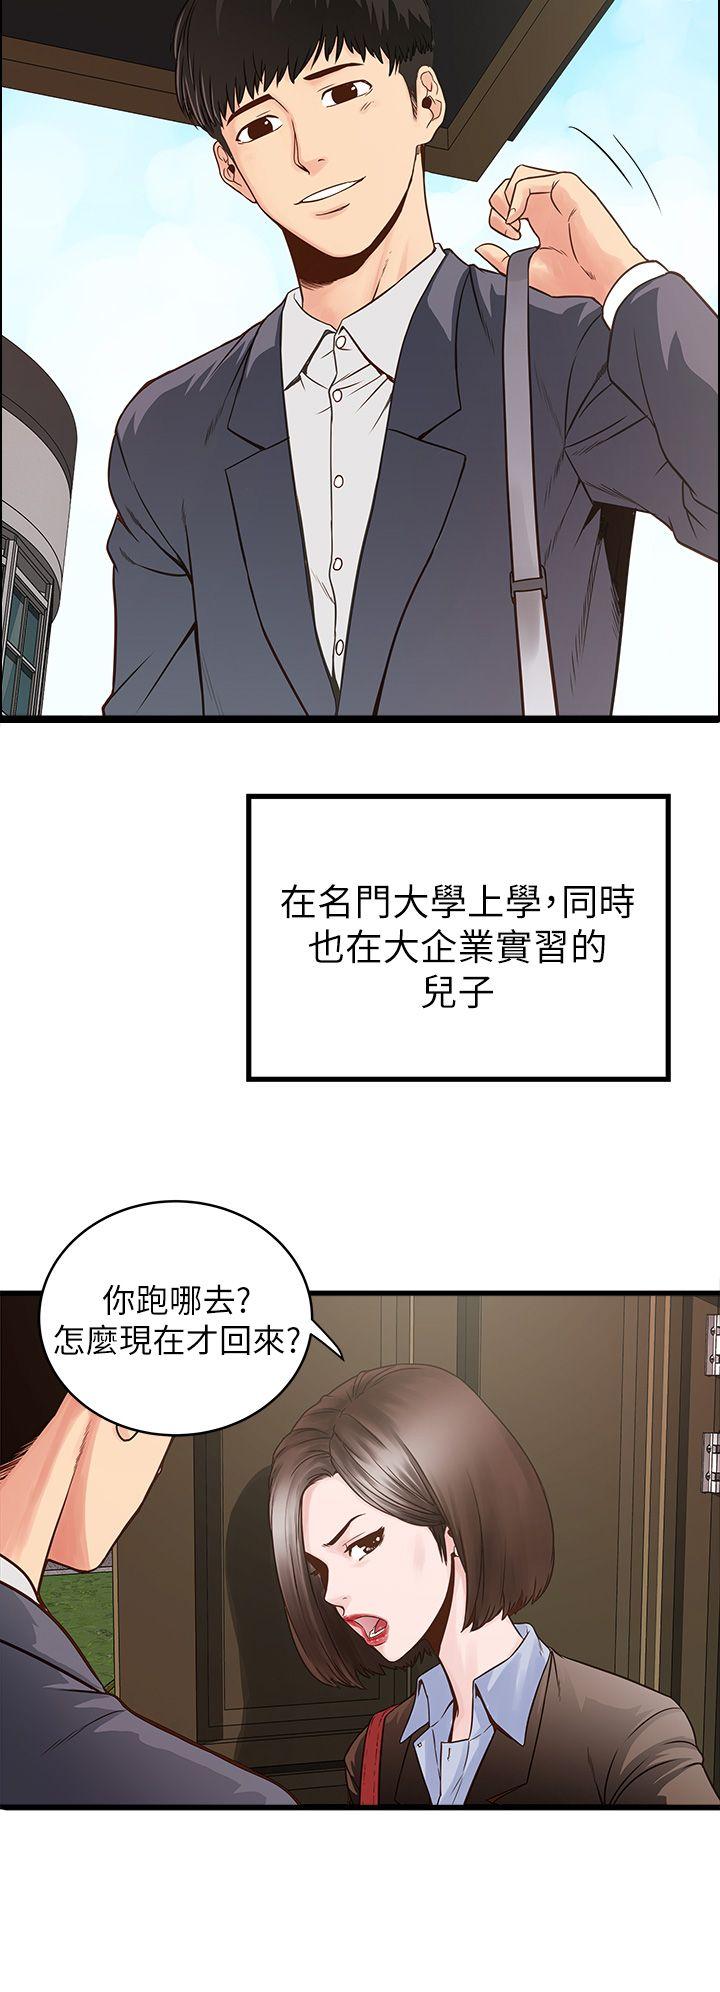 在名門大學上學，同時
也在大企業實習的
兒子
你跑哪去?
怎麼現在才回來?